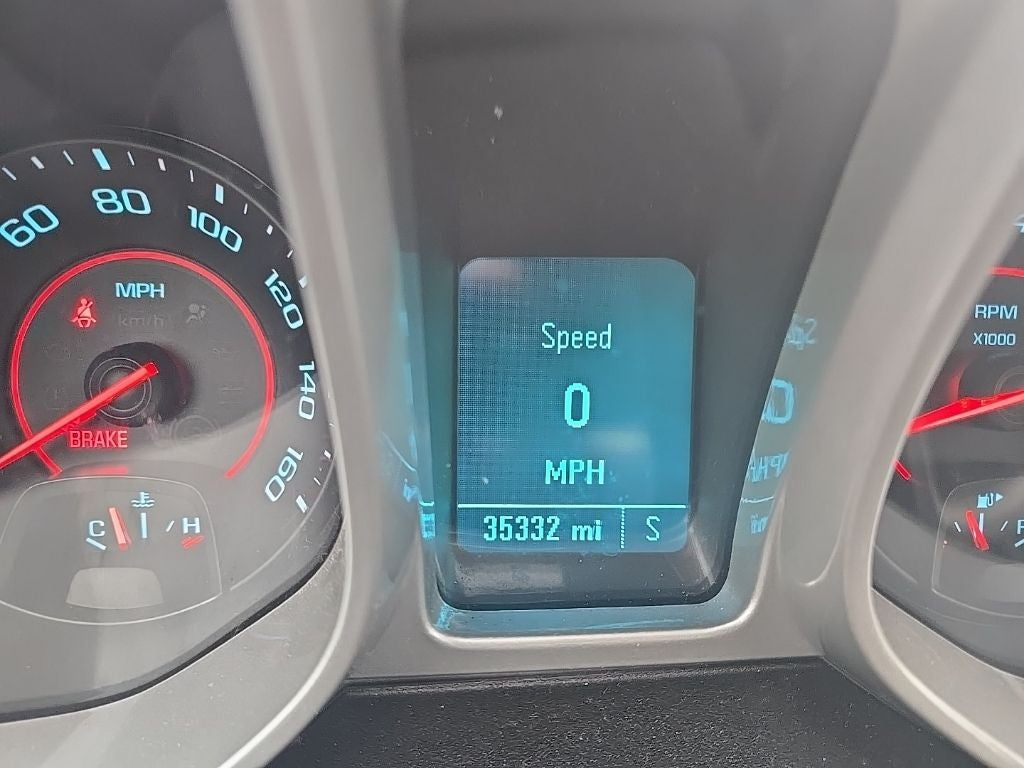 60
80
100
120
140
160
MPH
km/h
BRAKE
C
H
Speed
0
MPH
35332 mi S
RPM
X1000
F